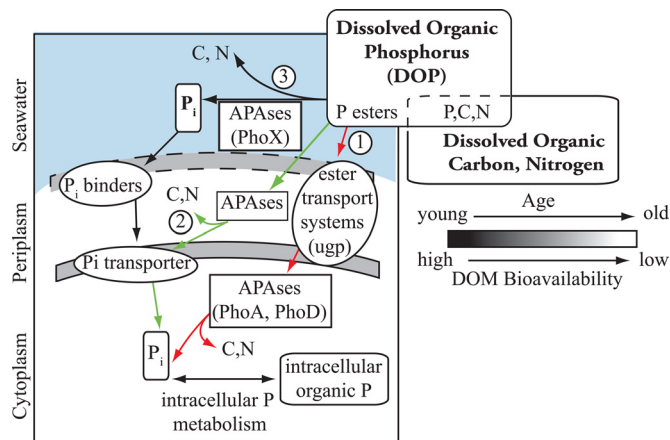 Dissolved Organic
Phosphorus
(DOP)
C, N
3
P esters
P,C,N
Pi
APAses
(PhoX)
1
Dissolved Organic
Carbon, Nitrogen
Seawater
Pi binders
C,N
APAses
ester
transport
systems
(ugp)
2
Age
young
old
high
low
DOM Bioavailability
Periplasm
Pi transporter
APAses
(PhoA, PhoD)
Pi
C,N
intracellular
organic P
intracellular P
metabolism
Cytoplasm